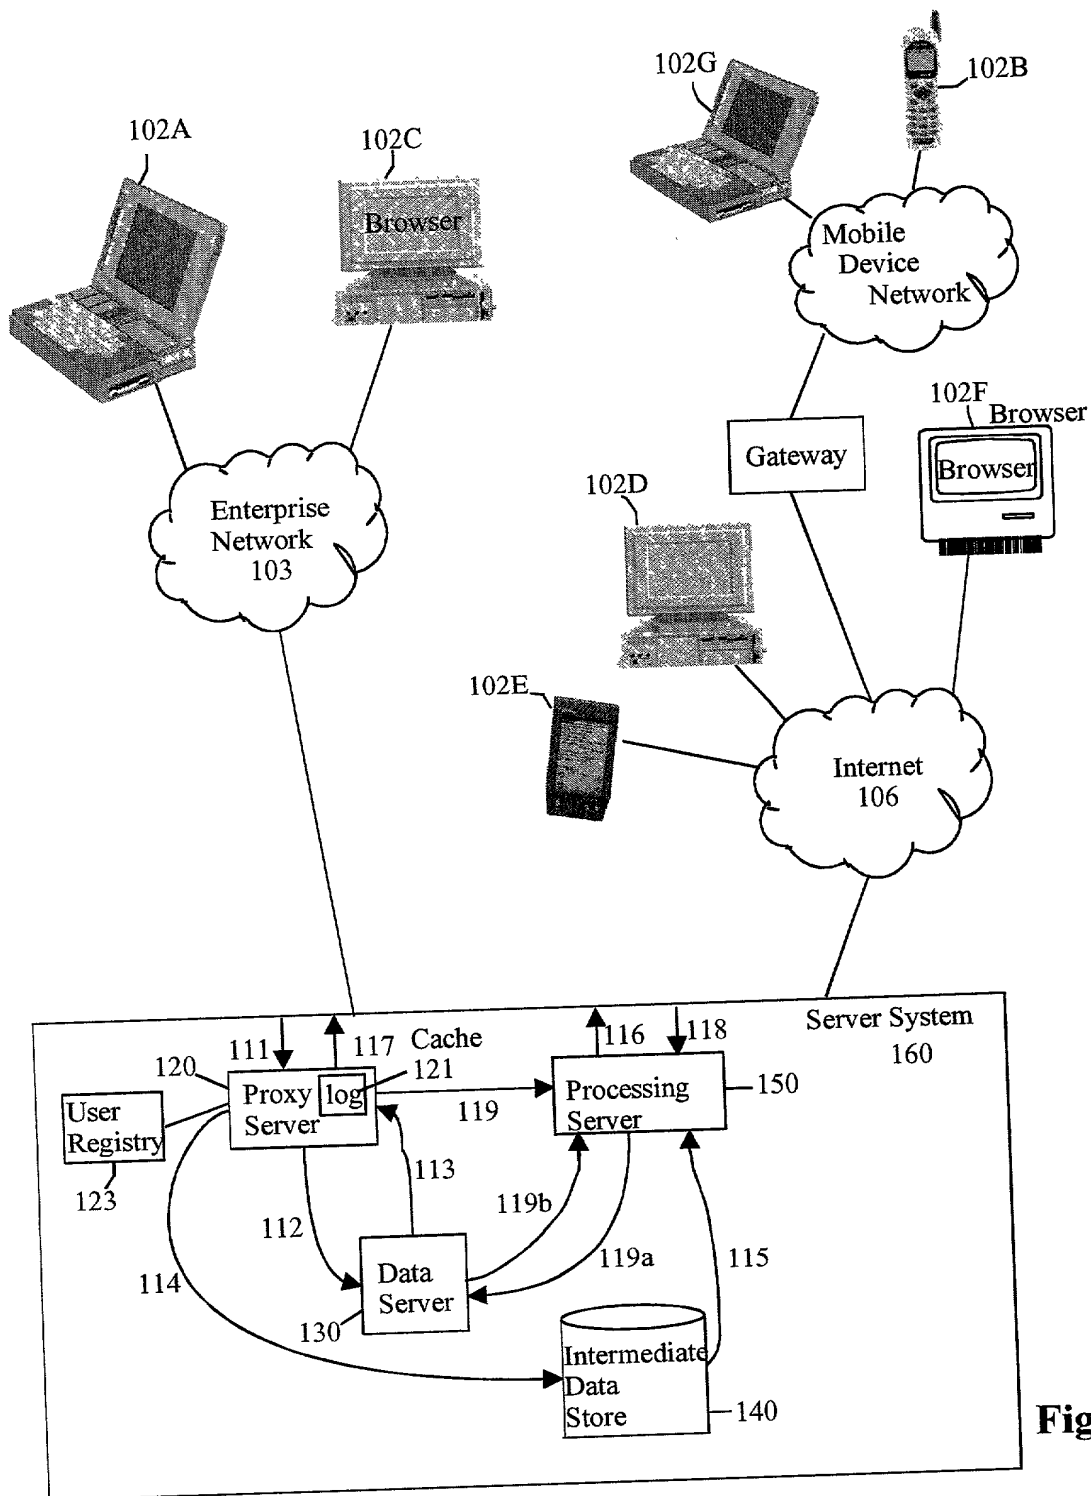 102G
102B
102A
102C
Browser
Mobile
Device
Network
102F
Browser
Browser
Gateway
102D
Enterprise
Network
103
102E
Internet
106
Server System
160
111
117
Cache
121
116
118
120
Proxy
Server
log
119
Processing
Server
150
User
Registry
123
113
112
119b
119a
115
114
Data
Server
130
Intermediate
Data
Store
140
Fig